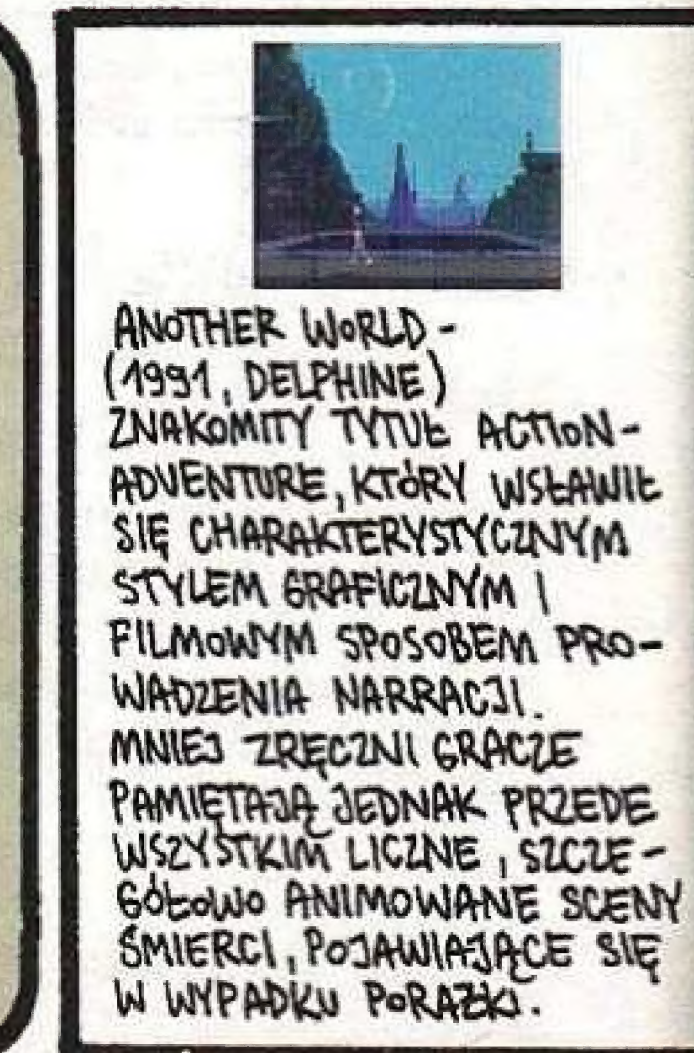 ANOTHER WORLD -
(1991, DELPHINE)
ZNAKOMITY TYTUŁ ACTION-
ADVENTURE, KTÓRY WSŁAWIŁ
SIĘ CHARAKTERYSTYCZNYM
STYLEM GRAFICZNYM I
FILMOWYM SPOSOBEM PRO-
WADZENIA NARRACJI.
MNIEJ ZRĘCZNI GRACZE
PAMIĘTAJĄ JEDNAK PRZEDE
WSZYSTKIM LICZNE, SZCZE-
GÓŁOWO ANIMOWANE SCENY
ŚMIERCI, POJAWIAJĄCE SIĘ
W WYPADKU PORAŻKI.